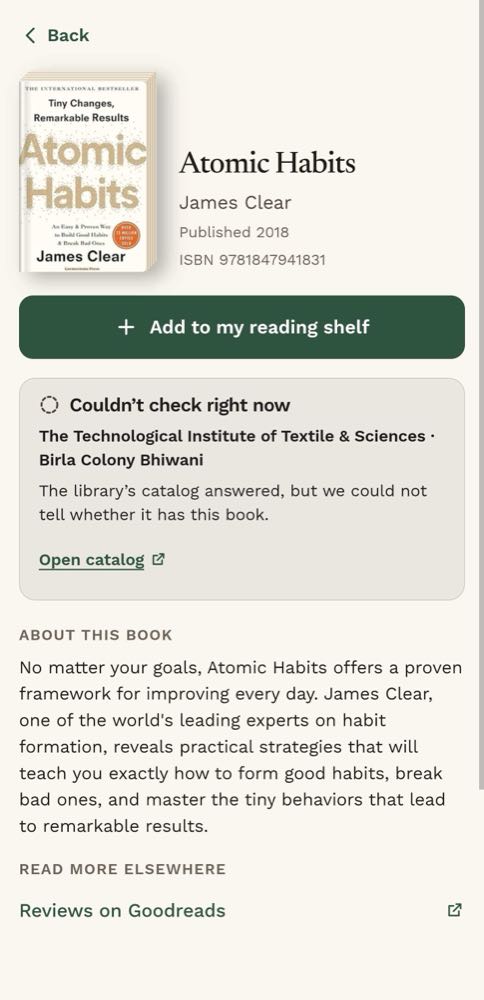 Back
THE INTERNATIONAL BESTSELLER
Tiny Changes,
Remarkable Results
Atomic
Habits
An Easy & Proven Way
to Build Good Habits
& Break Bad Ones
OVER
15 MILLION
COPIES
SOLD
James Clear
Atomic Habits
James Clear
Published 2018
ISBN 9781847941831
Add to my reading shelf
Couldn’t check right now
The Technological Institute of Textile & Sciences ·
Birla Colony Bhiwani
The library’s catalog answered, but we could not
tell whether it has this book.
Open catalog
ABOUT THIS BOOK
No matter your goals, Atomic Habits offers a proven
framework for improving every day. James Clear,
one of the world's leading experts on habit
formation, reveals practical strategies that will
teach you exactly how to form good habits, break
bad ones, and master the tiny behaviors that lead
to remarkable results.
READ MORE ELSEWHERE
Reviews on Goodreads